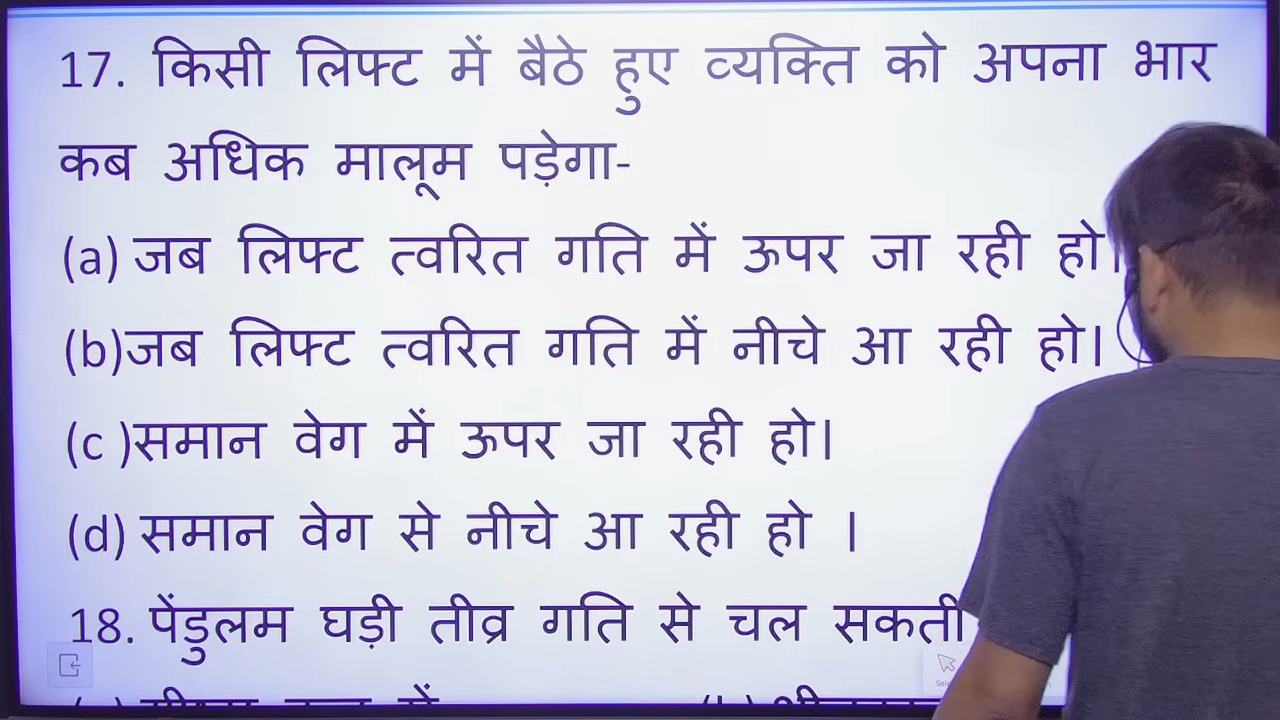 17. किसी लिफ्ट में बैठे हुए व्यक्ति को अपना भार
कब अधिक मालूम पड़ेगा-
(a) जब लिफ्ट त्वरित गति में ऊपर जा रही हो।
(b)जब लिफ्ट त्वरित गति में नीचे आ रही हो।
(c )समान वेग में ऊपर जा रही हो।
(d) समान वेग से नीचे आ रही हो ।
18. पेंडुलम घड़ी तीव्र गति से चल सकती